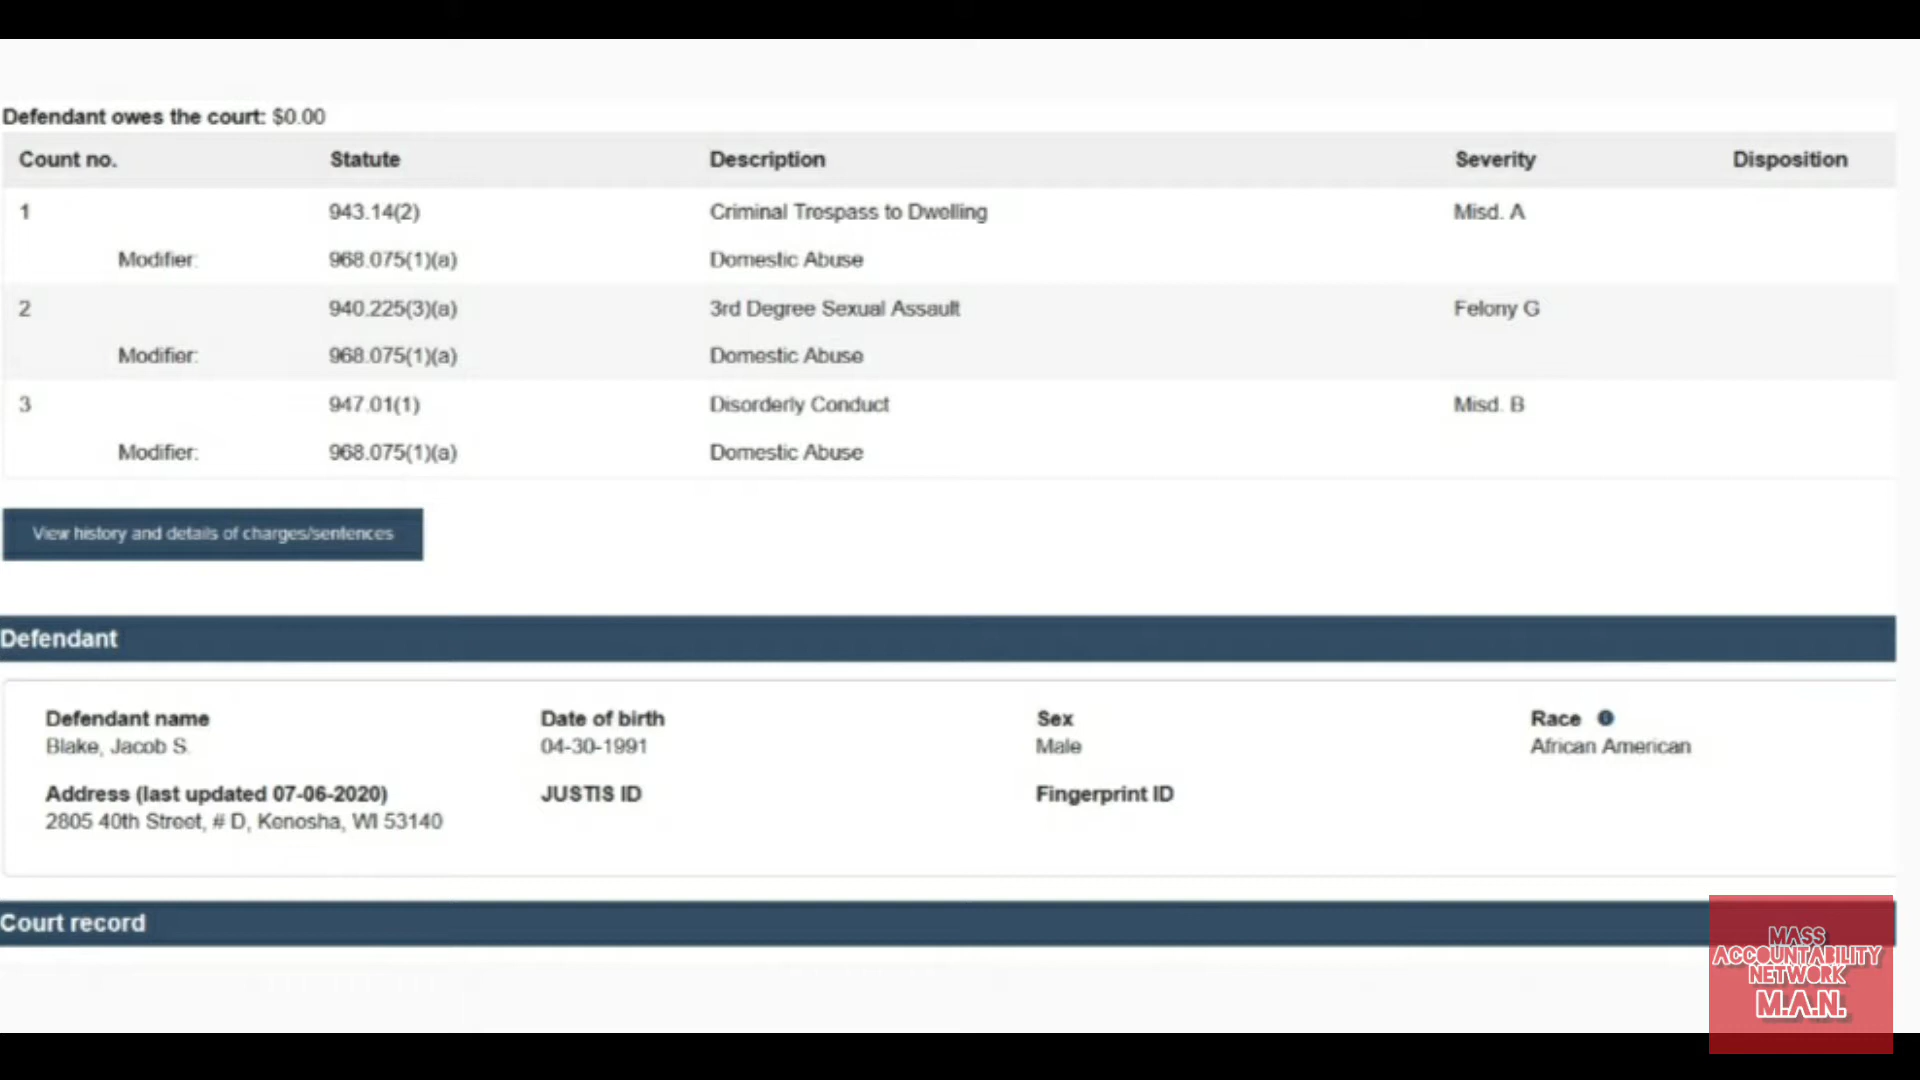 Defendant owes the court: $0.00
Count no. Statute Description Severity Disposition
1 943.14(2) Criminal Trespass to Dwelling Misd. A
Modifier: 968.075(1)(a) Domestic Abuse
2 940.225(3)(a) 3rd Degree Sexual Assault Felony G
Modifier: 968.075(1)(a) Domestic Abuse
3 947.01(1) Disorderly Conduct Misd. B
Modifier: 968.075(1)(a) Domestic Abuse
View history and details of charges/sentences
Defendant
Defendant name Date of birth Sex Race
Blake, Jacob S. 04-30-1991 Male African American
Address (last updated 07-06-2020) JUSTIS ID Fingerprint ID
2805 40th Street, # D, Kenosha, WI 53140
Court record
MASS
ACCOUNTABILITY
NETWORK
M.A.N.